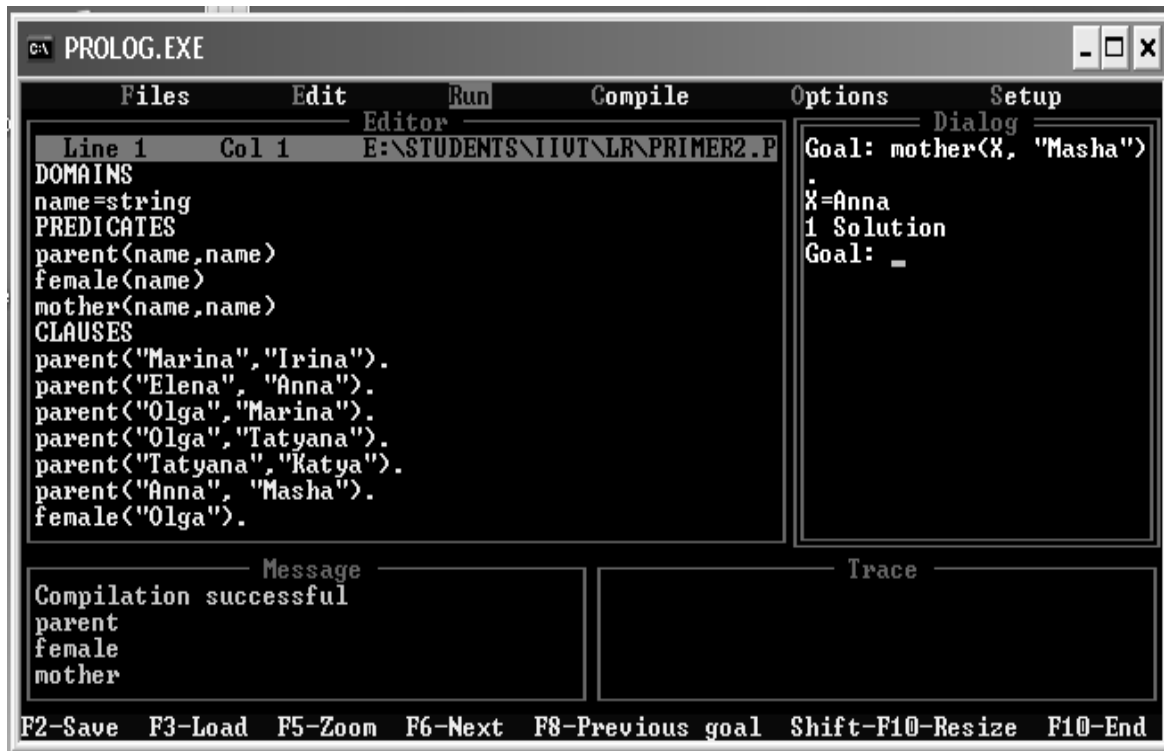 PROLOG.EXE
Files Edit Run Compile Options Setup
Editor
Line 1 Col 1 E:\STUDENTS\IIVT\LR\PRIMER2.P
DOMAINS
name=string
PREDICATES
parent(name,name)
female(name)
mother(name,name)
CLAUSES
parent("Marina","Irina").
parent("Elena", "Anna").
parent("Olga","Marina").
parent("Olga","Tatyana").
parent("Tatyana","Katya").
parent("Anna", "Masha").
female("Olga").
Dialog
Goal: mother(X, "Masha")
.
X=Anna
1 Solution
Goal: _
Message
Compilation successful
parent
female
mother
Trace
F2-Save F3-Load F5-Zoom F6-Next F8-Previous goal Shift-F10-Resize F10-End